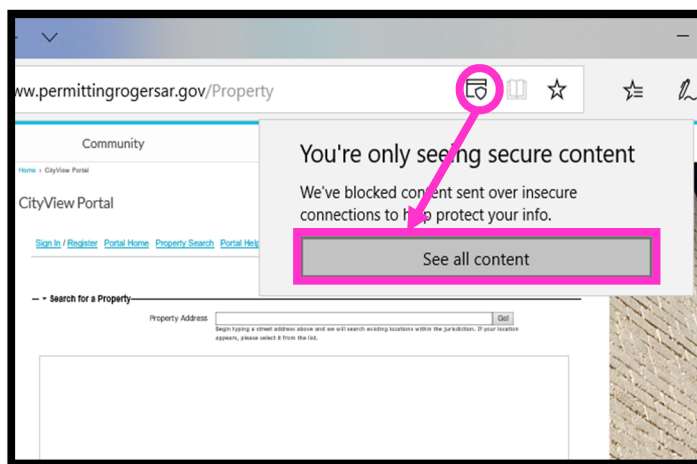 ww.permittingrogersar.gov/Property
Community
Home › CityView Portal
CityView Portal
Sign In / Register Portal Home Property Search Portal Help
You're only seeing secure content
We've blocked content sent over insecure
connections to help protect your info.
See all content
Search for a Property
Property Address
Go!
Begin typing a street address above and we will search existing locations within the jurisdiction. If your location
appears, please select it from the list.